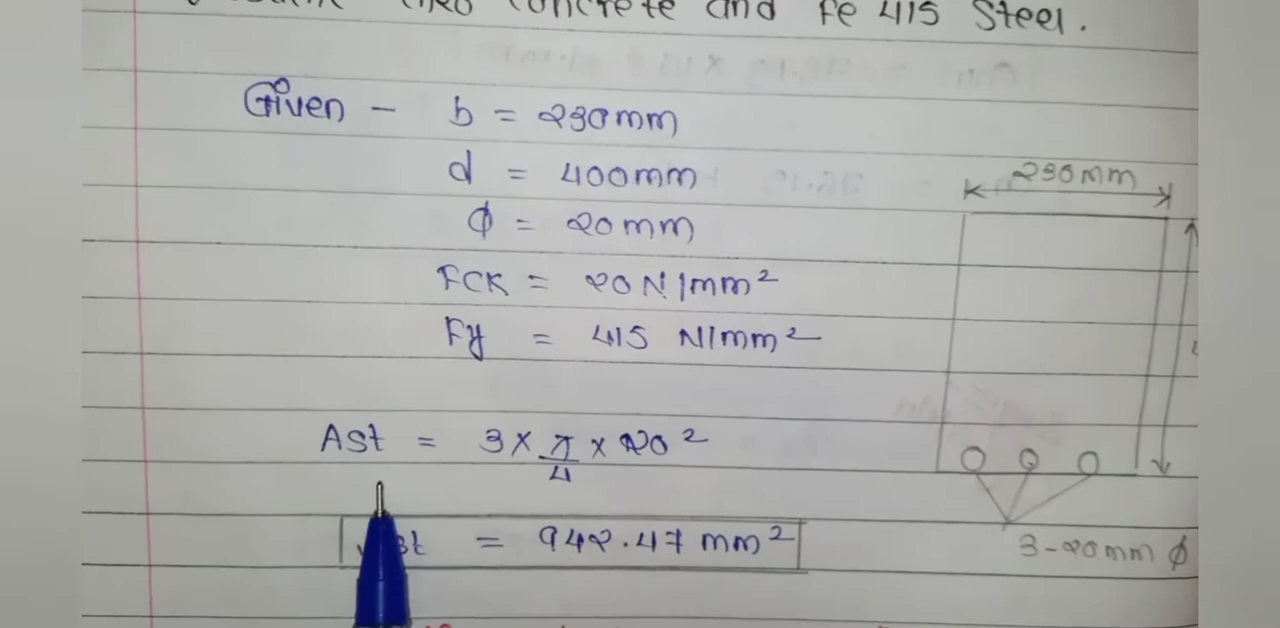 concrete and Fe 415 Steel.
Given - b = 230mm
d = 400mm
230mm
ϕ = 20mm
FCK = 20 N/mm²
Fy = 415 N/mm²
Ast = 3 × π/4 × 20²
= 942.47 mm²
3-20mm ϕ